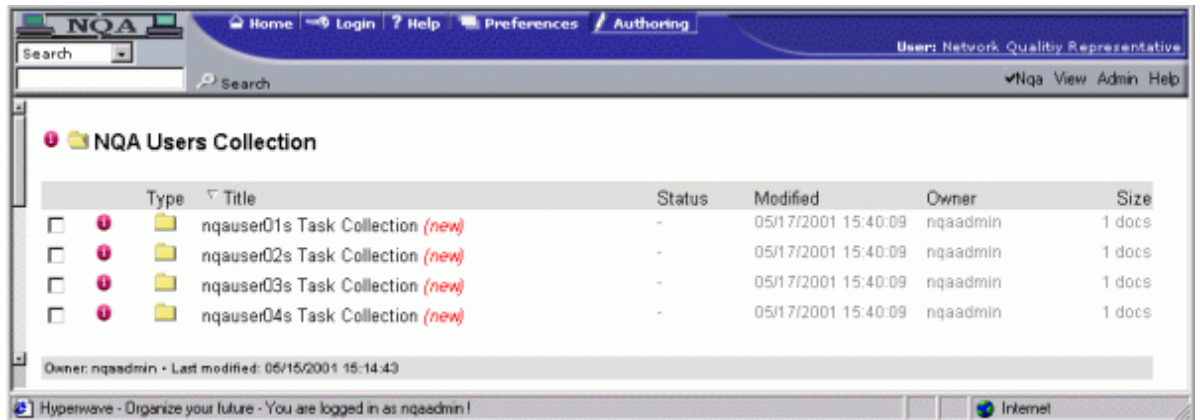 NQA Home Login ? Help Preferences Authoring
Search User: Network Qualitiy Representative
Search ✔Nqa View Admin Help
NQA Users Collection
Type Title Status Modified Owner Size
nqauser01s Task Collection (new) - 05/17/2001 15:40:09 nqaadmin 1 docs
nqauser02s Task Collection (new) - 05/17/2001 15:40:09 nqaadmin 1 docs
nqauser03s Task Collection (new) - 05/17/2001 15:40:09 nqaadmin 1 docs
nqauser04s Task Collection (new) - 05/17/2001 15:40:09 nqaadmin 1 docs
Owner: nqaadmin • Last modified: 05/15/2001 15:14:43
Hyperwave - Organize your future - You are logged in as nqaadmin ! Internet